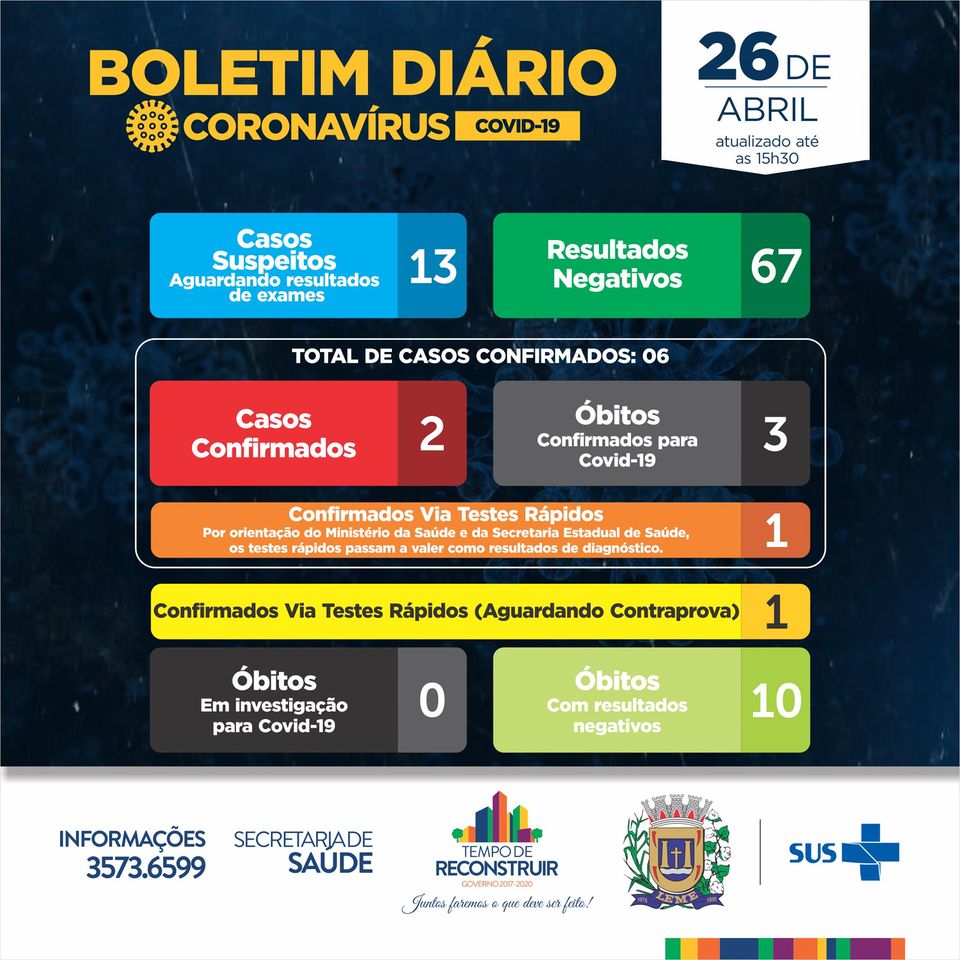 BOLETIM DIÁRIO
CORONAVÍRUS COVID-19
26 DE
ABRIL
atualizado até
as 15h30
Casos
Suspeitos
Aguardando resultados
de exames
13
Resultados
Negativos
67
TOTAL DE CASOS CONFIRMADOS: 06
Casos
Confirmados
2
Óbitos
Confirmados para
Covid-19
3
Confirmados Via Testes Rápidos
Por orientação do Ministério da Saúde e da Secretaria Estadual de Saúde,
os testes rápidos passam a valer como resultados de diagnóstico.
1
Confirmados Via Testes Rápidos (Aguardando Contraprova)
1
Óbitos
Em investigação
para Covid-19
0
Óbitos
Com resultados
negativos
10
INFORMAÇÕES
3573.6599
SECRETARIA DE
SAÚDE
TEMPO DE
RECONSTRUIR
GOVERNO 2017-2020
Juntos faremos o que deve ser feito!
1876 LEME 1895
SUS